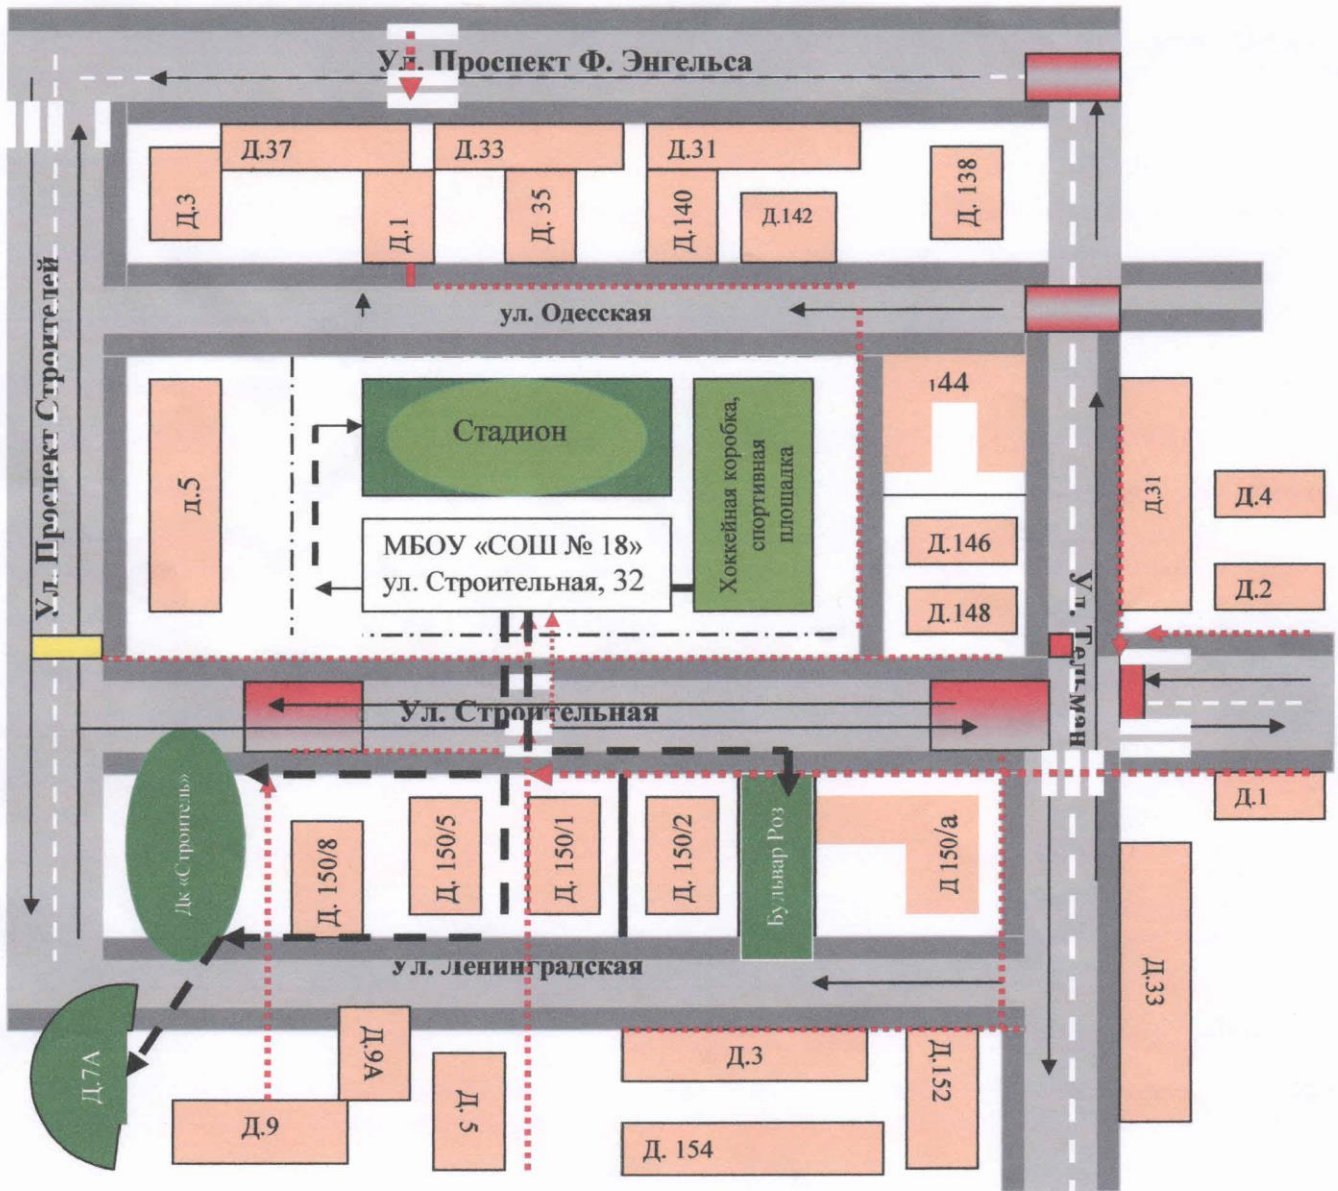 Ул. Проспект Ф. Энгельса
Д.37
Д.33
Д.31
Д.3
Д.1
Д. 35
Д.140
Д.142
Д. 138
Ул. Проспект Строителей
ул. Одесская
д.5
Стадион
Хоккейная коробка,
спортивная
площадка
144
Д.31
Д.4
МБОУ «СОШ № 18»
ул. Строительная, 32
Д.146
Д.148
Д.2
Ул. Тельман
Ул. Строительная
Дк «Строитель»
Д. 150/8
Д. 150/5
Д. 150/1
Д. 150/2
Бульвар Роз
Д 150/а
Д.1
Ул. Ленинградская
Д.33
Д.7А
Д.9А
Д.9
Д. 5
Д.3
Д. 154
Д.152